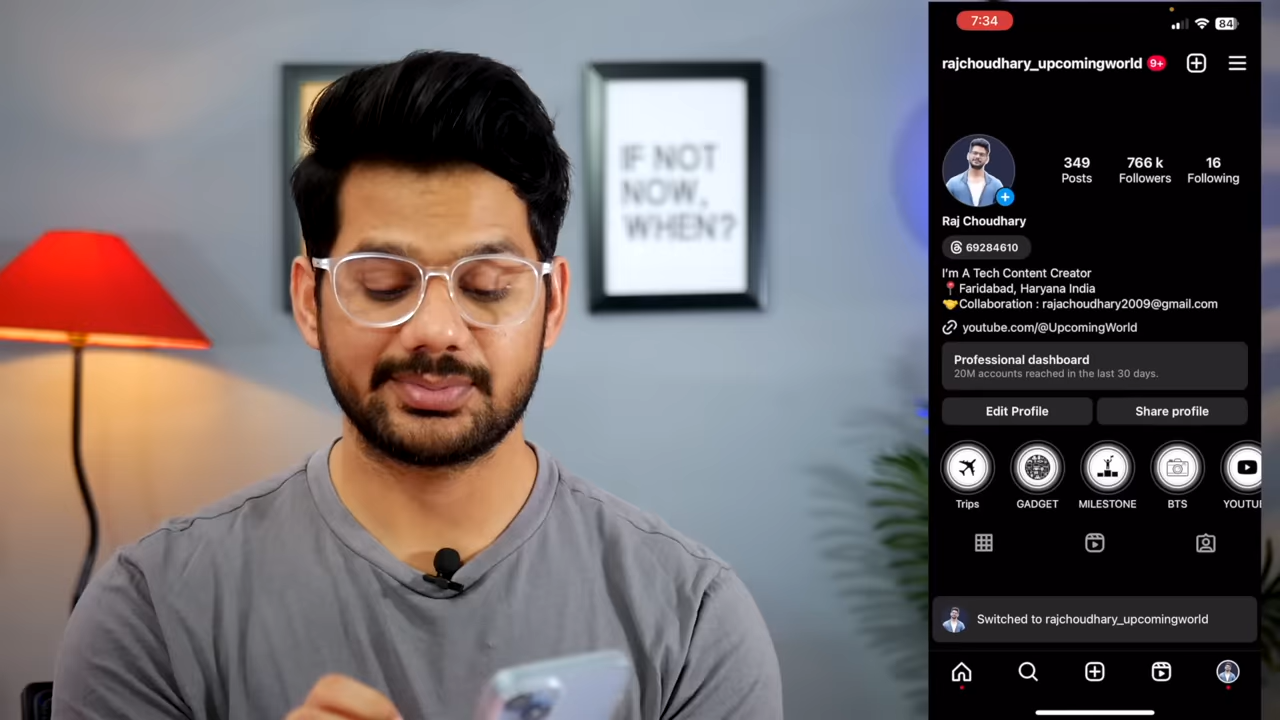 IF NOT
NOW,
WHEN?
7:34
84
rajchoudhary_upcomingworld 9+
349
Posts
766 k
Followers
16
Following
Raj Choudhary
69284610
I'm A Tech Content Creator
📍Faridabad, Haryana India
🤝Collaboration : rajachoudhary2009@gmail.com
youtube.com/@UpcomingWorld
Professional dashboard
20M accounts reached in the last 30 days.
Edit Profile
Share profile
Trips
GADGET
MILESTONE
BTS
YOUTU
Switched to rajchoudhary_upcomingworld